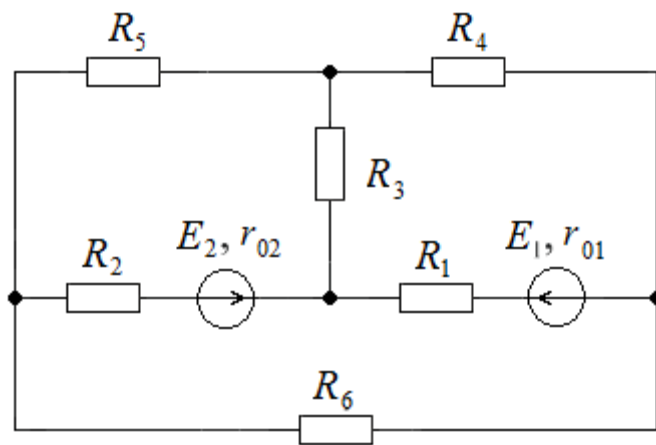 R₅
R₄
R₃
E₂, r₀₂
E₁, r₀₁
R₂
R₁
R₆